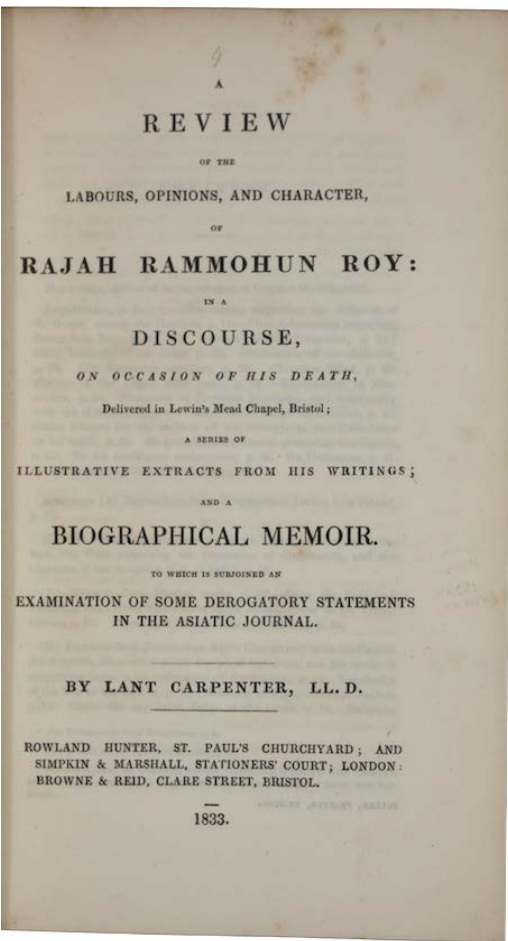 A
REVIEW
OF THE
LABOURS, OPINIONS, AND CHARACTER,
OF
RAJAH RAMMOHUN ROY:
IN A
DISCOURSE,
ON OCCASION OF HIS DEATH,
Delivered in Lewin's Mead Chapel, Bristol;
A SERIES OF
ILLUSTRATIVE EXTRACTS FROM HIS WRITINGS;
AND A
BIOGRAPHICAL MEMOIR.
TO WHICH IS SUBJOINED AN
EXAMINATION OF SOME DEROGATORY STATEMENTS
IN THE ASIATIC JOURNAL.
BY LANT CARPENTER, LL. D.
ROWLAND HUNTER, ST. PAUL'S CHURCHYARD; AND
SIMPKIN & MARSHALL, STATIONERS' COURT; LONDON:
BROWNE & REID, CLARE STREET, BRISTOL.
1833.